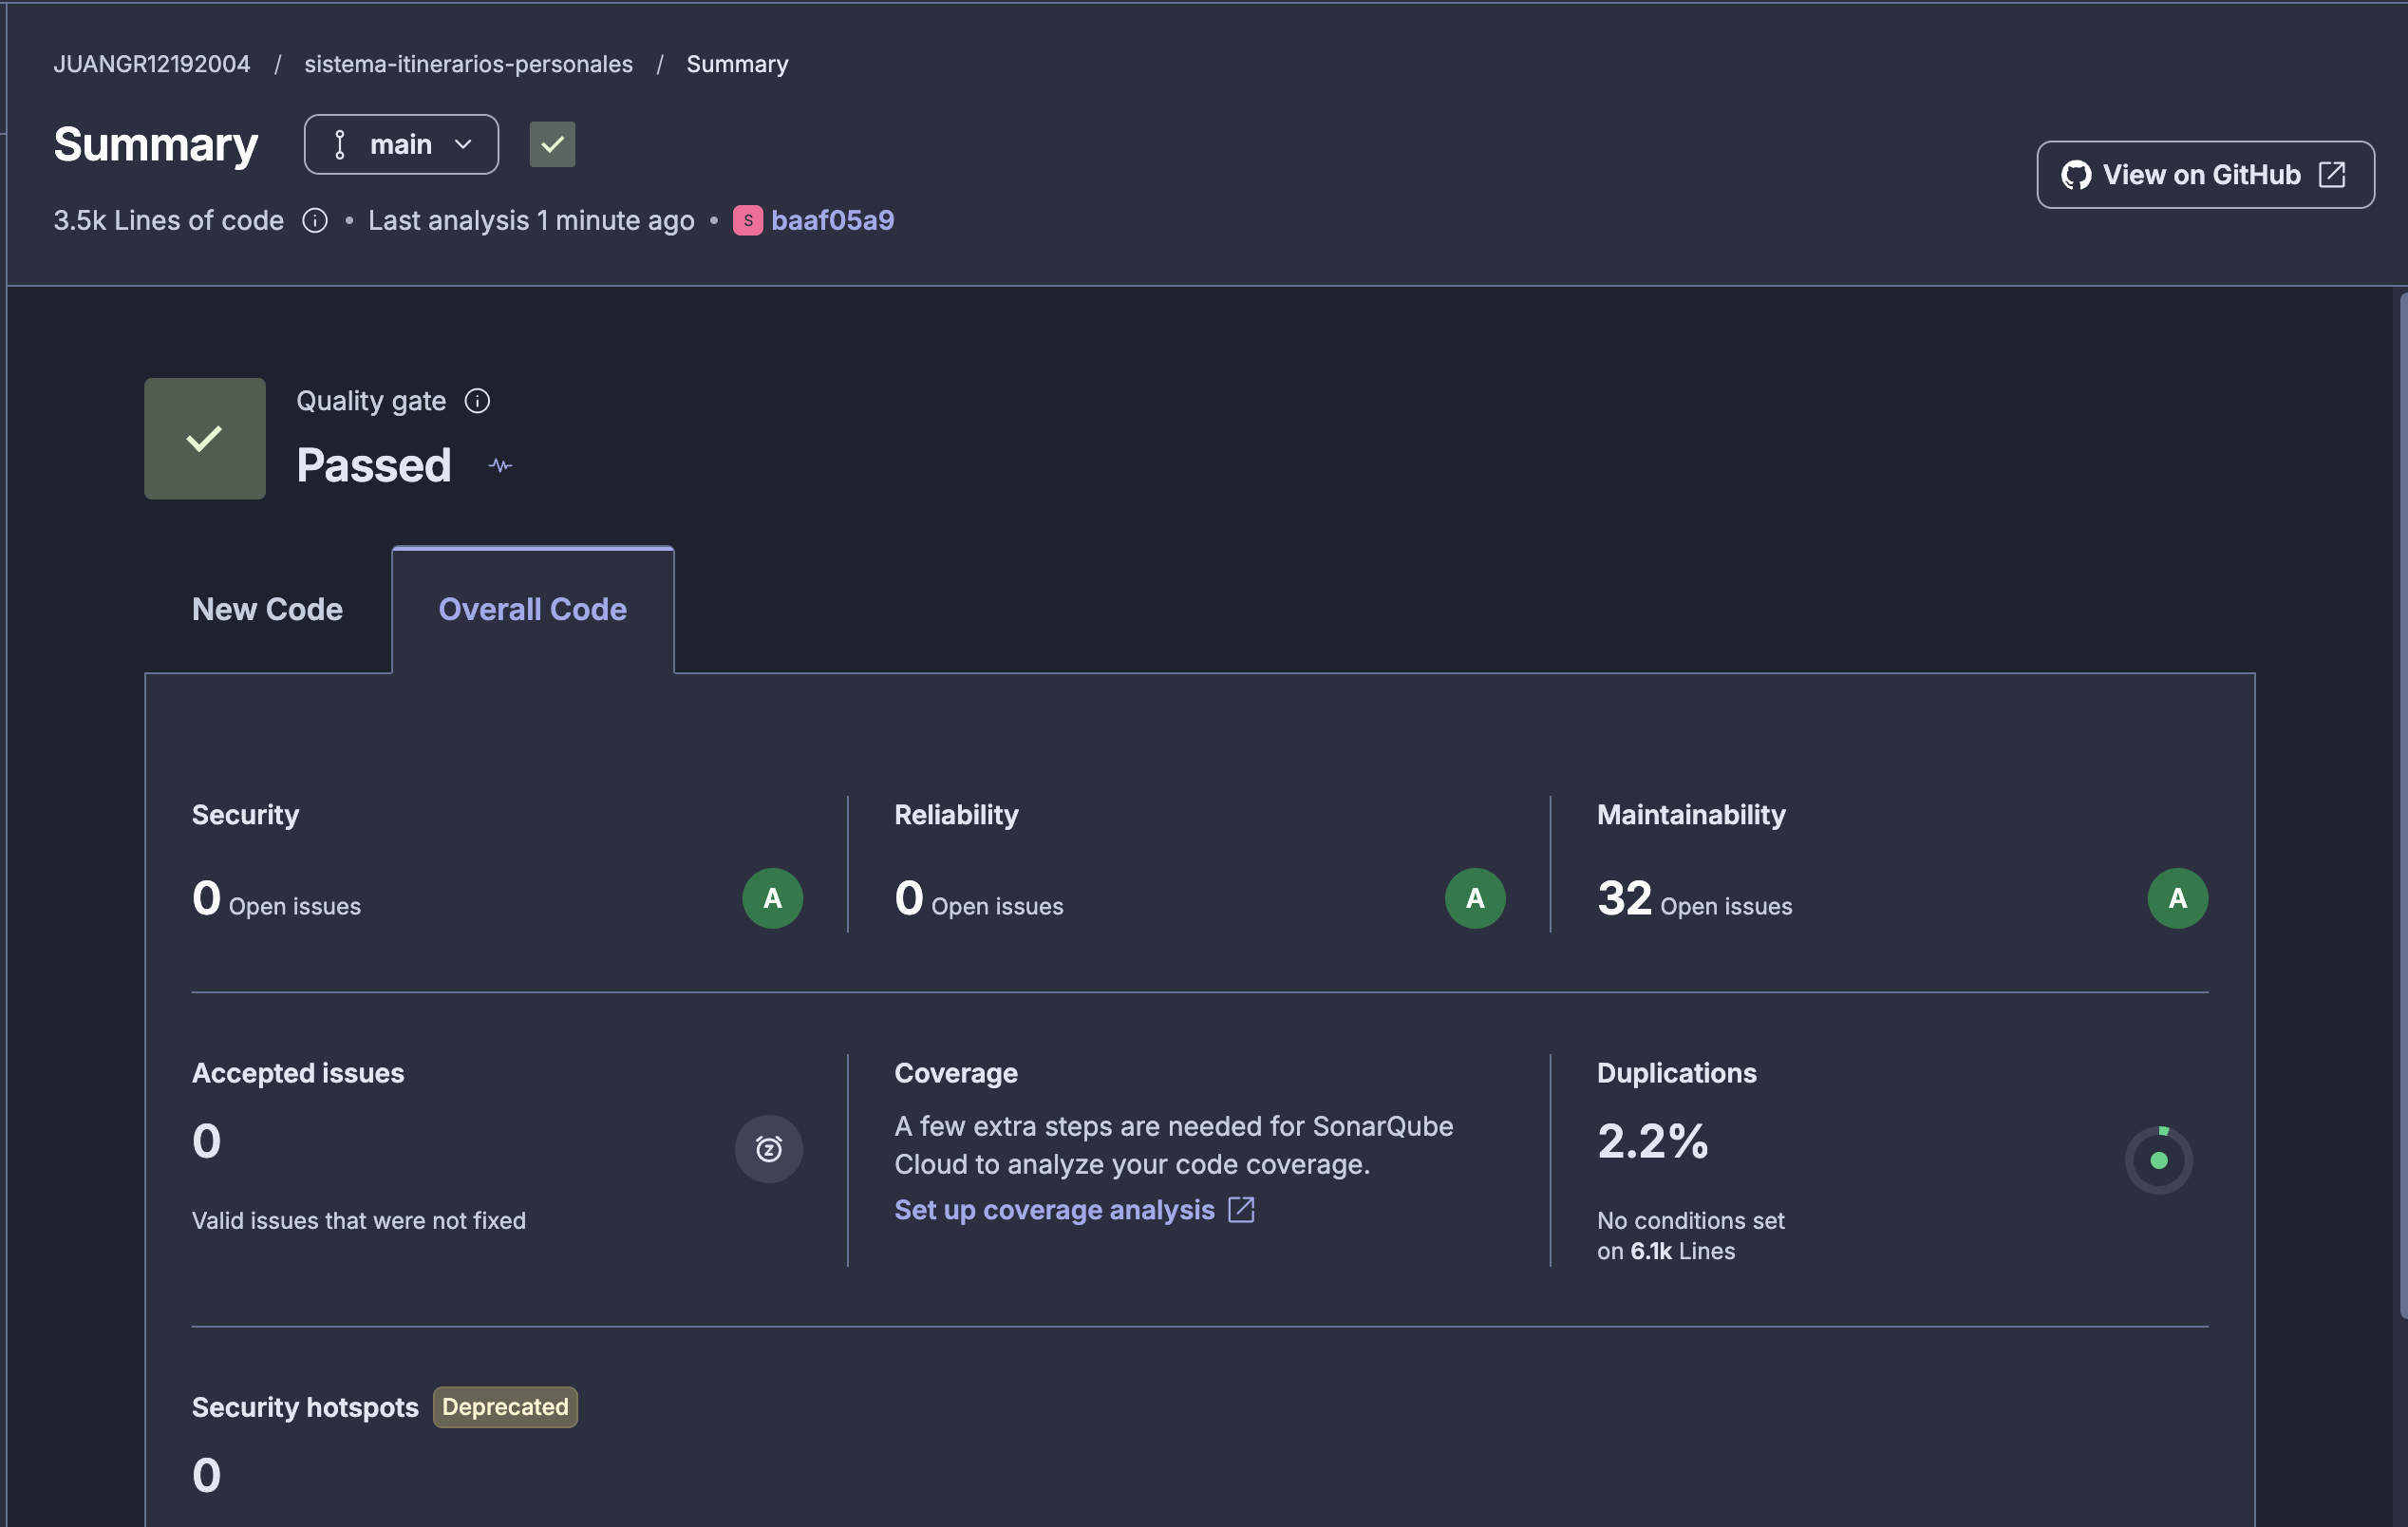 JUANGR12192004 / sistema-itinerarios-personales / Summary
Summary main
View on GitHub
3.5k Lines of code • Last analysis 1 minute ago • S baaf05a9
Quality gate
Passed
New Code Overall Code
Security Reliability Maintainability
0 Open issues A 0 Open issues A 32 Open issues A
Accepted issues
0
Valid issues that were not fixed
Coverage
A few extra steps are needed for SonarQube
Cloud to analyze your code coverage.
Set up coverage analysis
Duplications
2.2%
No conditions set
on 6.1k Lines
Security hotspots Deprecated
0